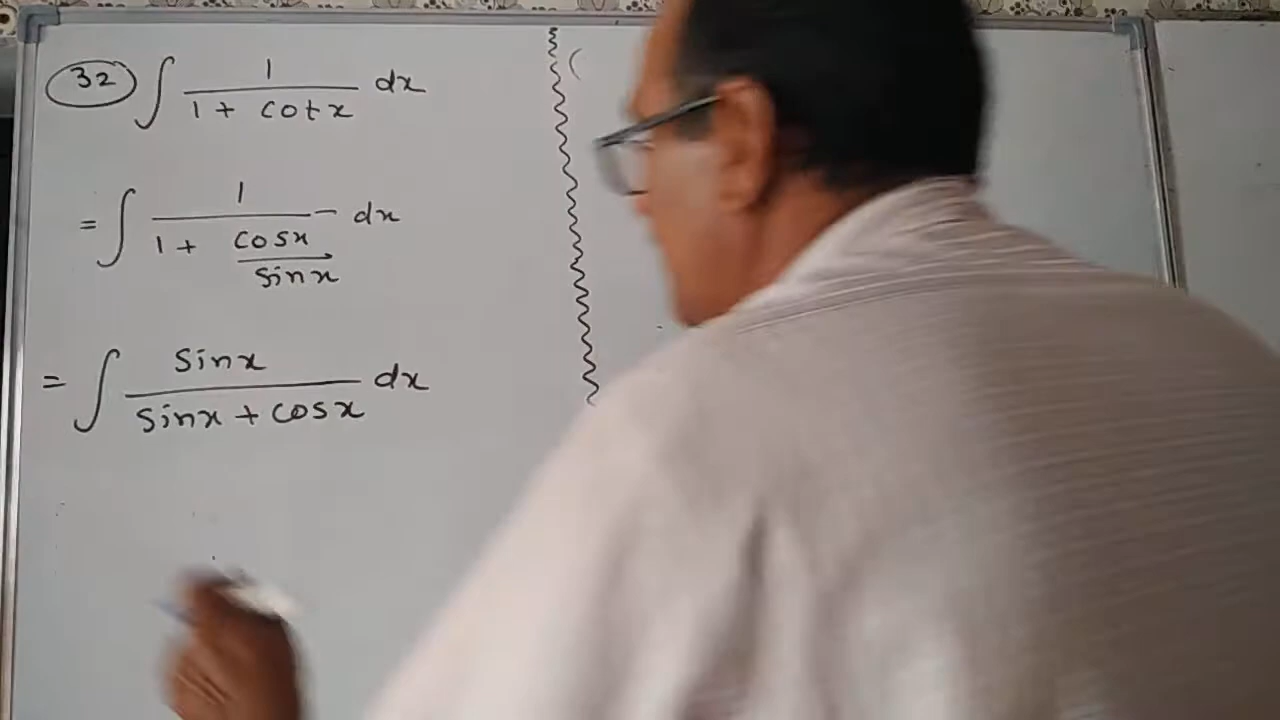 32 ∫ 1/(1 + cotx) dx
= ∫ 1/(1 + cosx/sinx) dx
= ∫ sinx/(sinx + cosx) dx
(